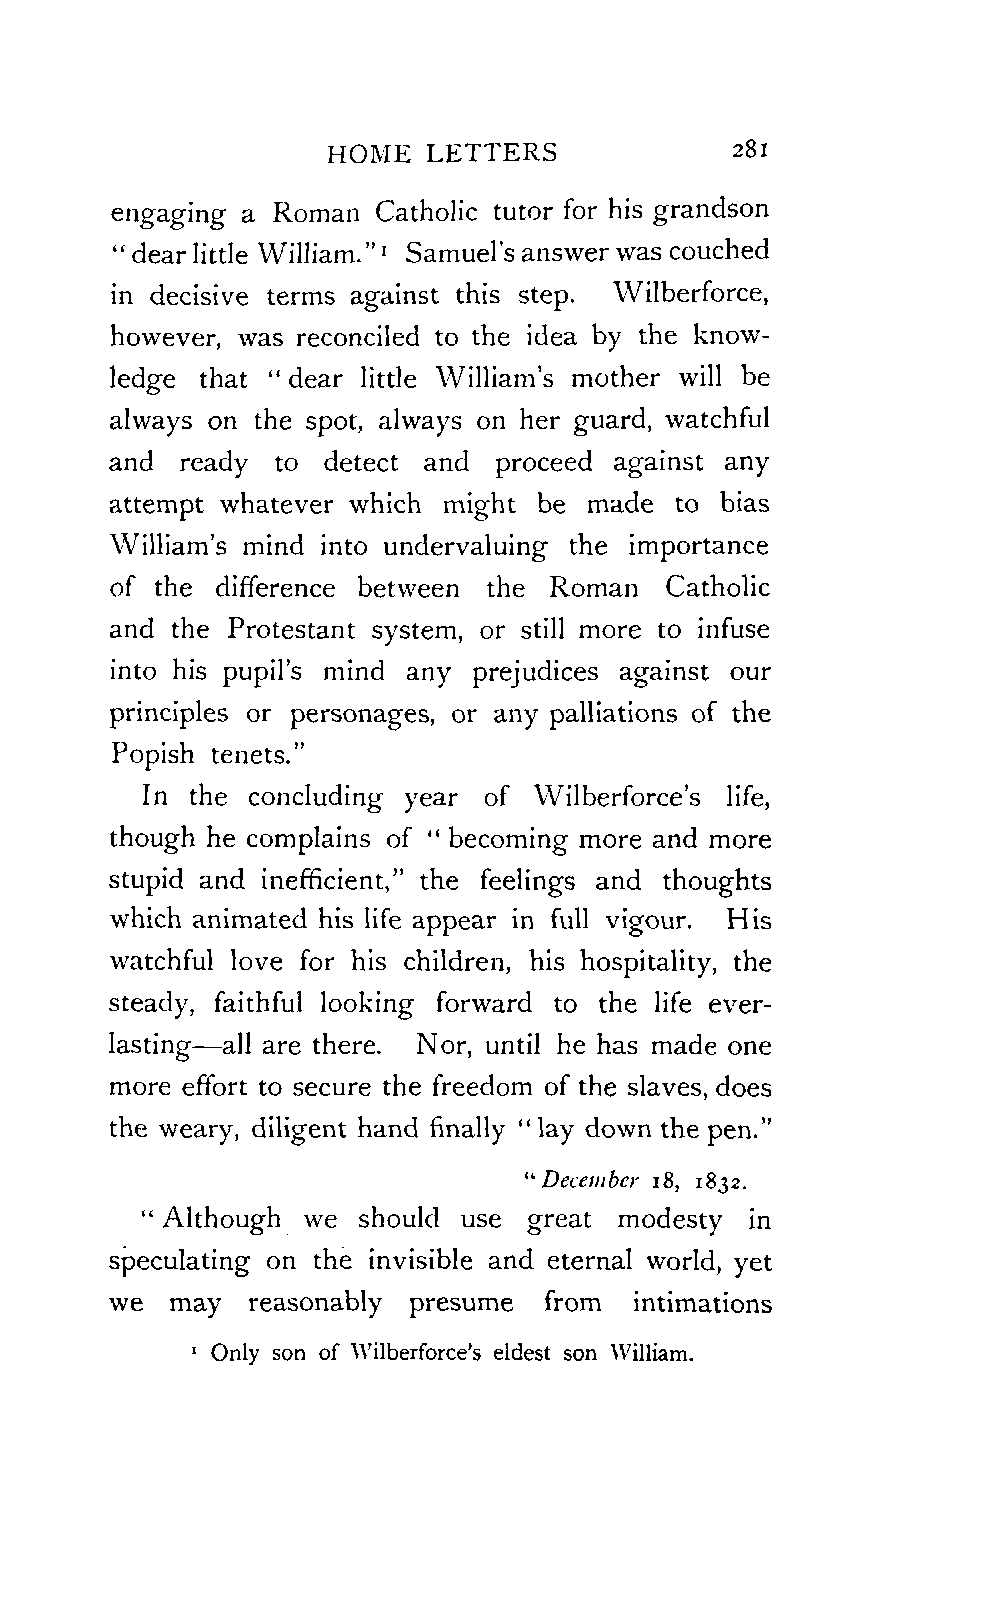 HOME LETTERS 281
engaging a Roman Catholic tutor for his grandson
“ dear little William.” ¹ Samuel’s answer was couched
in decisive terms against this step. Wilberforce,
however, was reconciled to the idea by the know-
ledge that “ dear little William’s mother will be
always on the spot, always on her guard, watchful
and ready to detect and proceed against any
attempt whatever which might be made to bias
William’s mind into undervaluing the importance
of the difference between the Roman Catholic
and the Protestant system, or still more to infuse
into his pupil’s mind any prejudices against our
principles or personages, or any palliations of the
Popish tenets.”
In the concluding year of Wilberforce’s life,
though he complains of “ becoming more and more
stupid and inefficient,” the feelings and thoughts
which animated his life appear in full vigour. His
watchful love for his children, his hospitality, the
steady, faithful looking forward to the life ever-
lasting—all are there. Nor, until he has made one
more effort to secure the freedom of the slaves, does
the weary, diligent hand finally “ lay down the pen.”
“ December 18, 1832.
“ Although we should use great modesty in
speculating on the invisible and eternal world, yet
we may reasonably presume from intimations
¹ Only son of Wilberforce’s eldest son William.